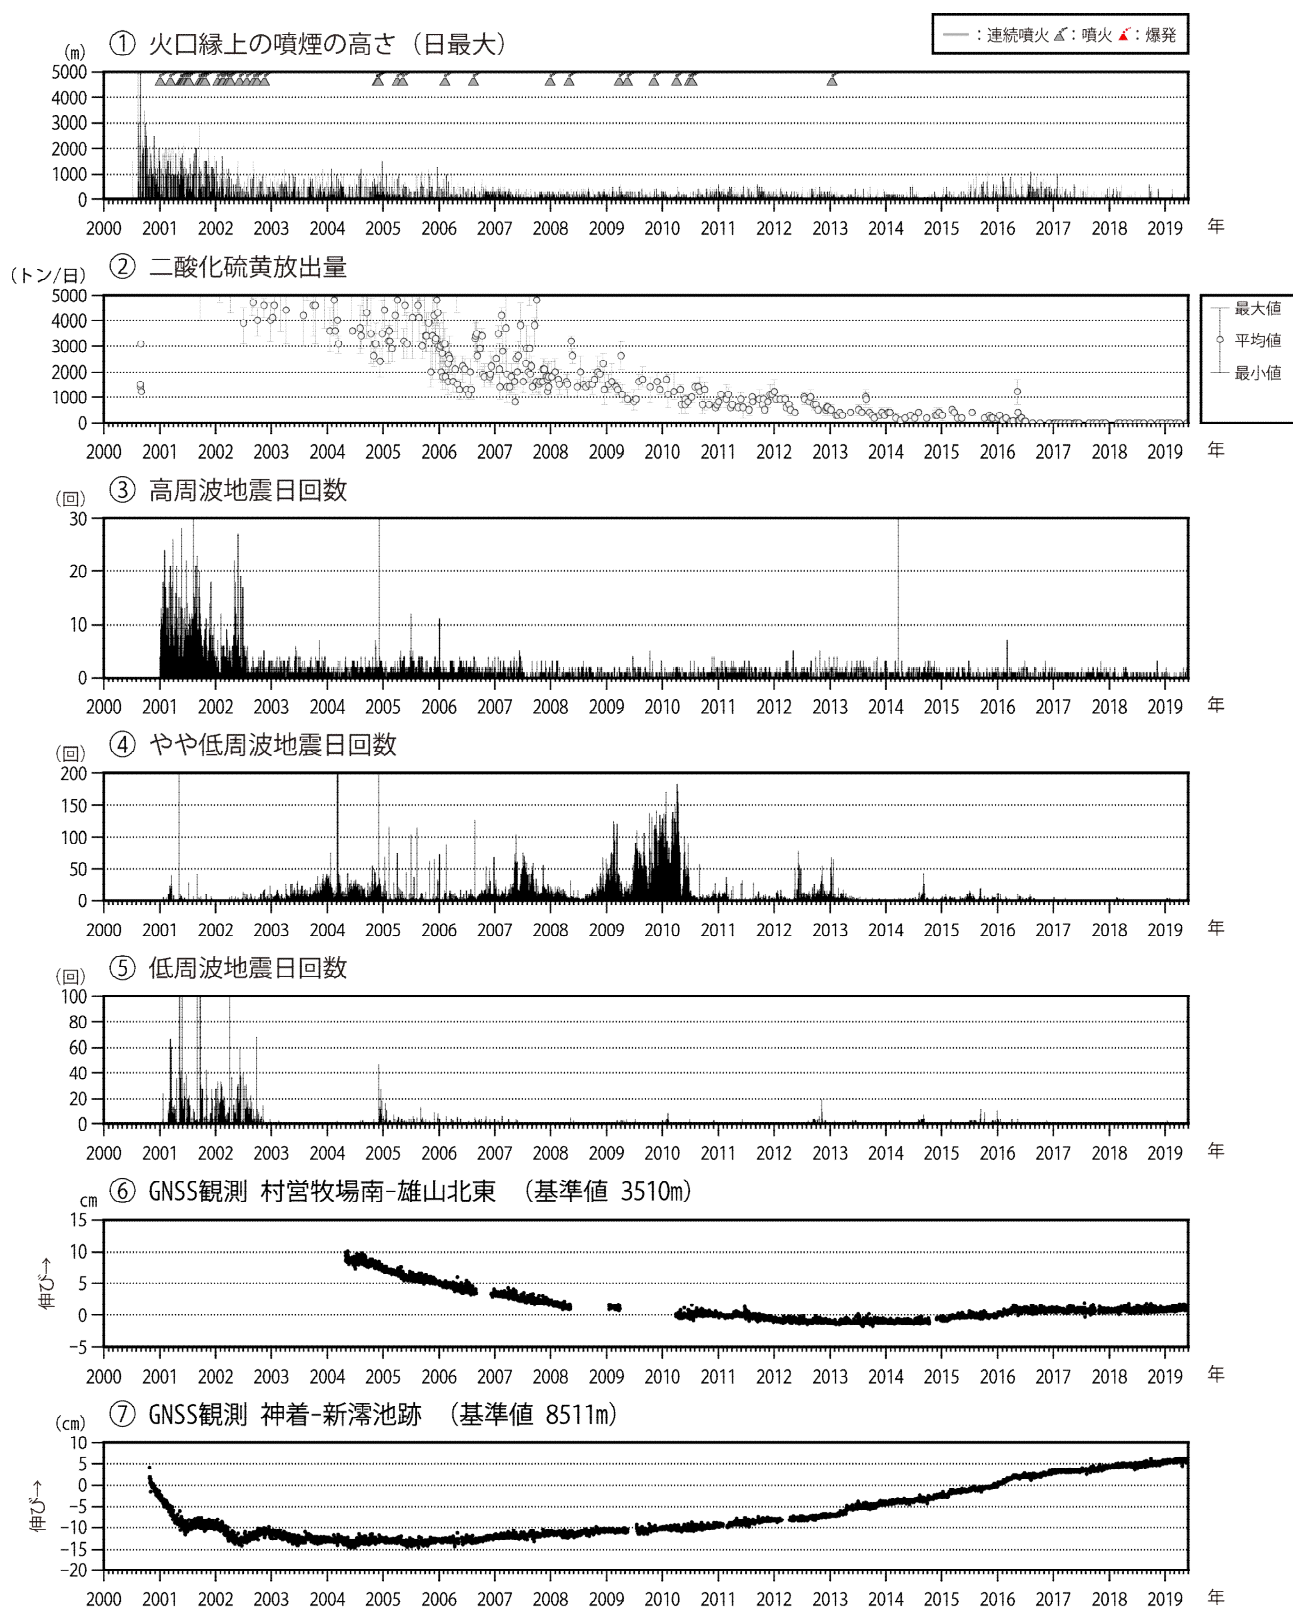 ① 火口縁上の噴煙の高さ（日最大）
：連続噴火 ：噴火 ：爆発
(m)
5000
4000
3000
2000
1000
0
2000 2001 2002 2003 2004 2005 2006 2007 2008 2009 2010 2011 2012 2013 2014 2015 2016 2017 2018 2019 年
② 二酸化硫黄放出量
(トン/日)
5000
4000
3000
2000
1000
0
最大値
平均値
最小値
2000 2001 2002 2003 2004 2005 2006 2007 2008 2009 2010 2011 2012 2013 2014 2015 2016 2017 2018 2019 年
③ 高周波地震日回数
(回)
30
20
10
0
2000 2001 2002 2003 2004 2005 2006 2007 2008 2009 2010 2011 2012 2013 2014 2015 2016 2017 2018 2019 年
④ やや低周波地震日回数
(回)
200
150
100
50
0
2000 2001 2002 2003 2004 2005 2006 2007 2008 2009 2010 2011 2012 2013 2014 2015 2016 2017 2018 2019 年
⑤ 低周波地震日回数
(回)
100
80
60
40
20
0
2000 2001 2002 2003 2004 2005 2006 2007 2008 2009 2010 2011 2012 2013 2014 2015 2016 2017 2018 2019 年
⑥ GNSS観測 村営牧場南−雄山北東 （基準値 3510m）
cm
15
10
5
0
−5
伸び→
2000 2001 2002 2003 2004 2005 2006 2007 2008 2009 2010 2011 2012 2013 2014 2015 2016 2017 2018 2019 年
⑦ GNSS観測 神着−新澪池跡 （基準値 8511m）
(cm)
10
5
0
−5
−10
−15
−20
伸び→
2000 2001 2002 2003 2004 2005 2006 2007 2008 2009 2010 2011 2012 2013 2014 2015 2016 2017 2018 2019 年